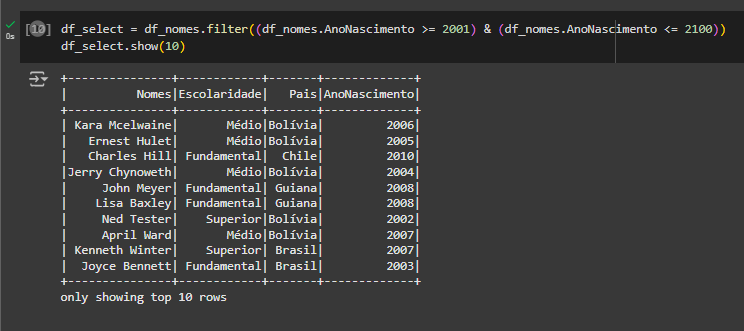 [10] df_select = df_nomes.filter((df_nomes.AnoNascimento >= 2001) & (df_nomes.AnoNascimento <= 2100))
0s df_select.show(10)
+--------------+------------+-------+-------------+
|         Nomes|Escolaridade|   Pais|AnoNascimento|
+--------------+------------+-------+-------------+
| Kara Mcelwaine|       Médio|Bolívia|         2006|
|  Ernest Hulet|       Médio|Bolívia|         2005|
|  Charles Hill| Fundamental|  Chile|         2010|
|Jerry Chynoweth|       Médio|Bolívia|         2004|
|    John Meyer| Fundamental| Guiana|         2008|
|   Lisa Baxley| Fundamental| Guiana|         2008|
|    Ned Tester|    Superior|Bolívia|         2002|
|    April Ward|       Médio|Bolívia|         2007|
| Kenneth Winter|    Superior| Brasil|         2007|
|  Joyce Bennett| Fundamental| Brasil|         2003|
+--------------+------------+-------+-------------+
only showing top 10 rows